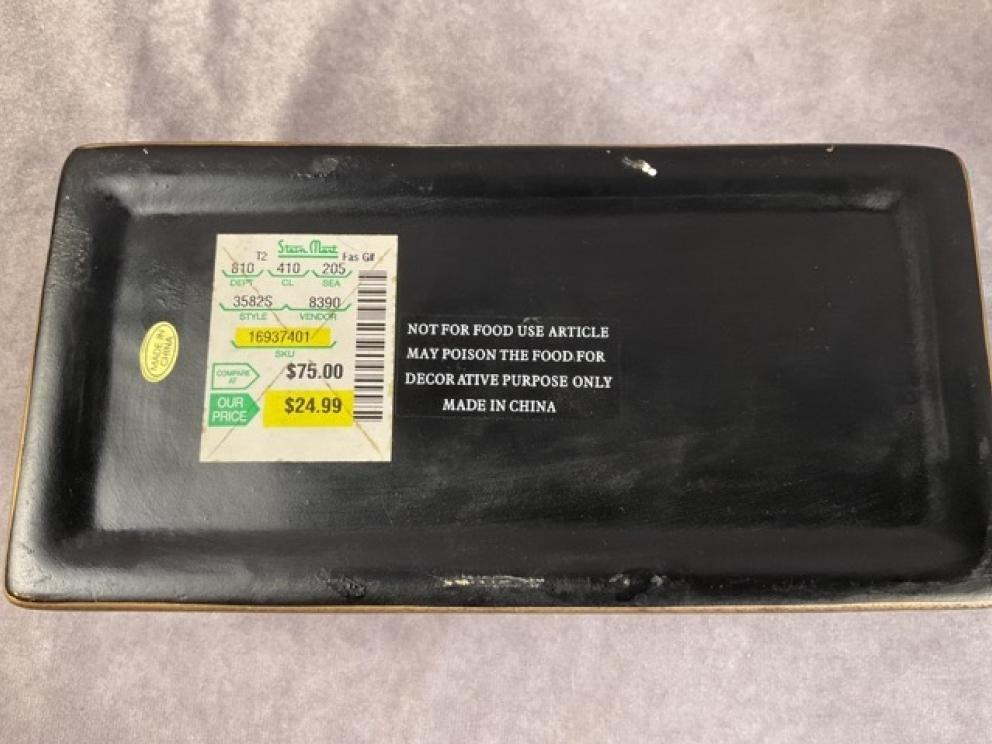 MADE IN
CHINA
Stein Mart
T2 Fas Gif
810 410 205
DEPT CL SEA
3582S 8390
STYLE VENDOR
16937401
SKU
COMPARE
AT
$75.00
OUR
PRICE
$24.99
NOT FOR FOOD USE ARTICLE
MAY POISON THE FOOD.FOR
DECORATIVE PURPOSE ONLY
MADE IN CHINA